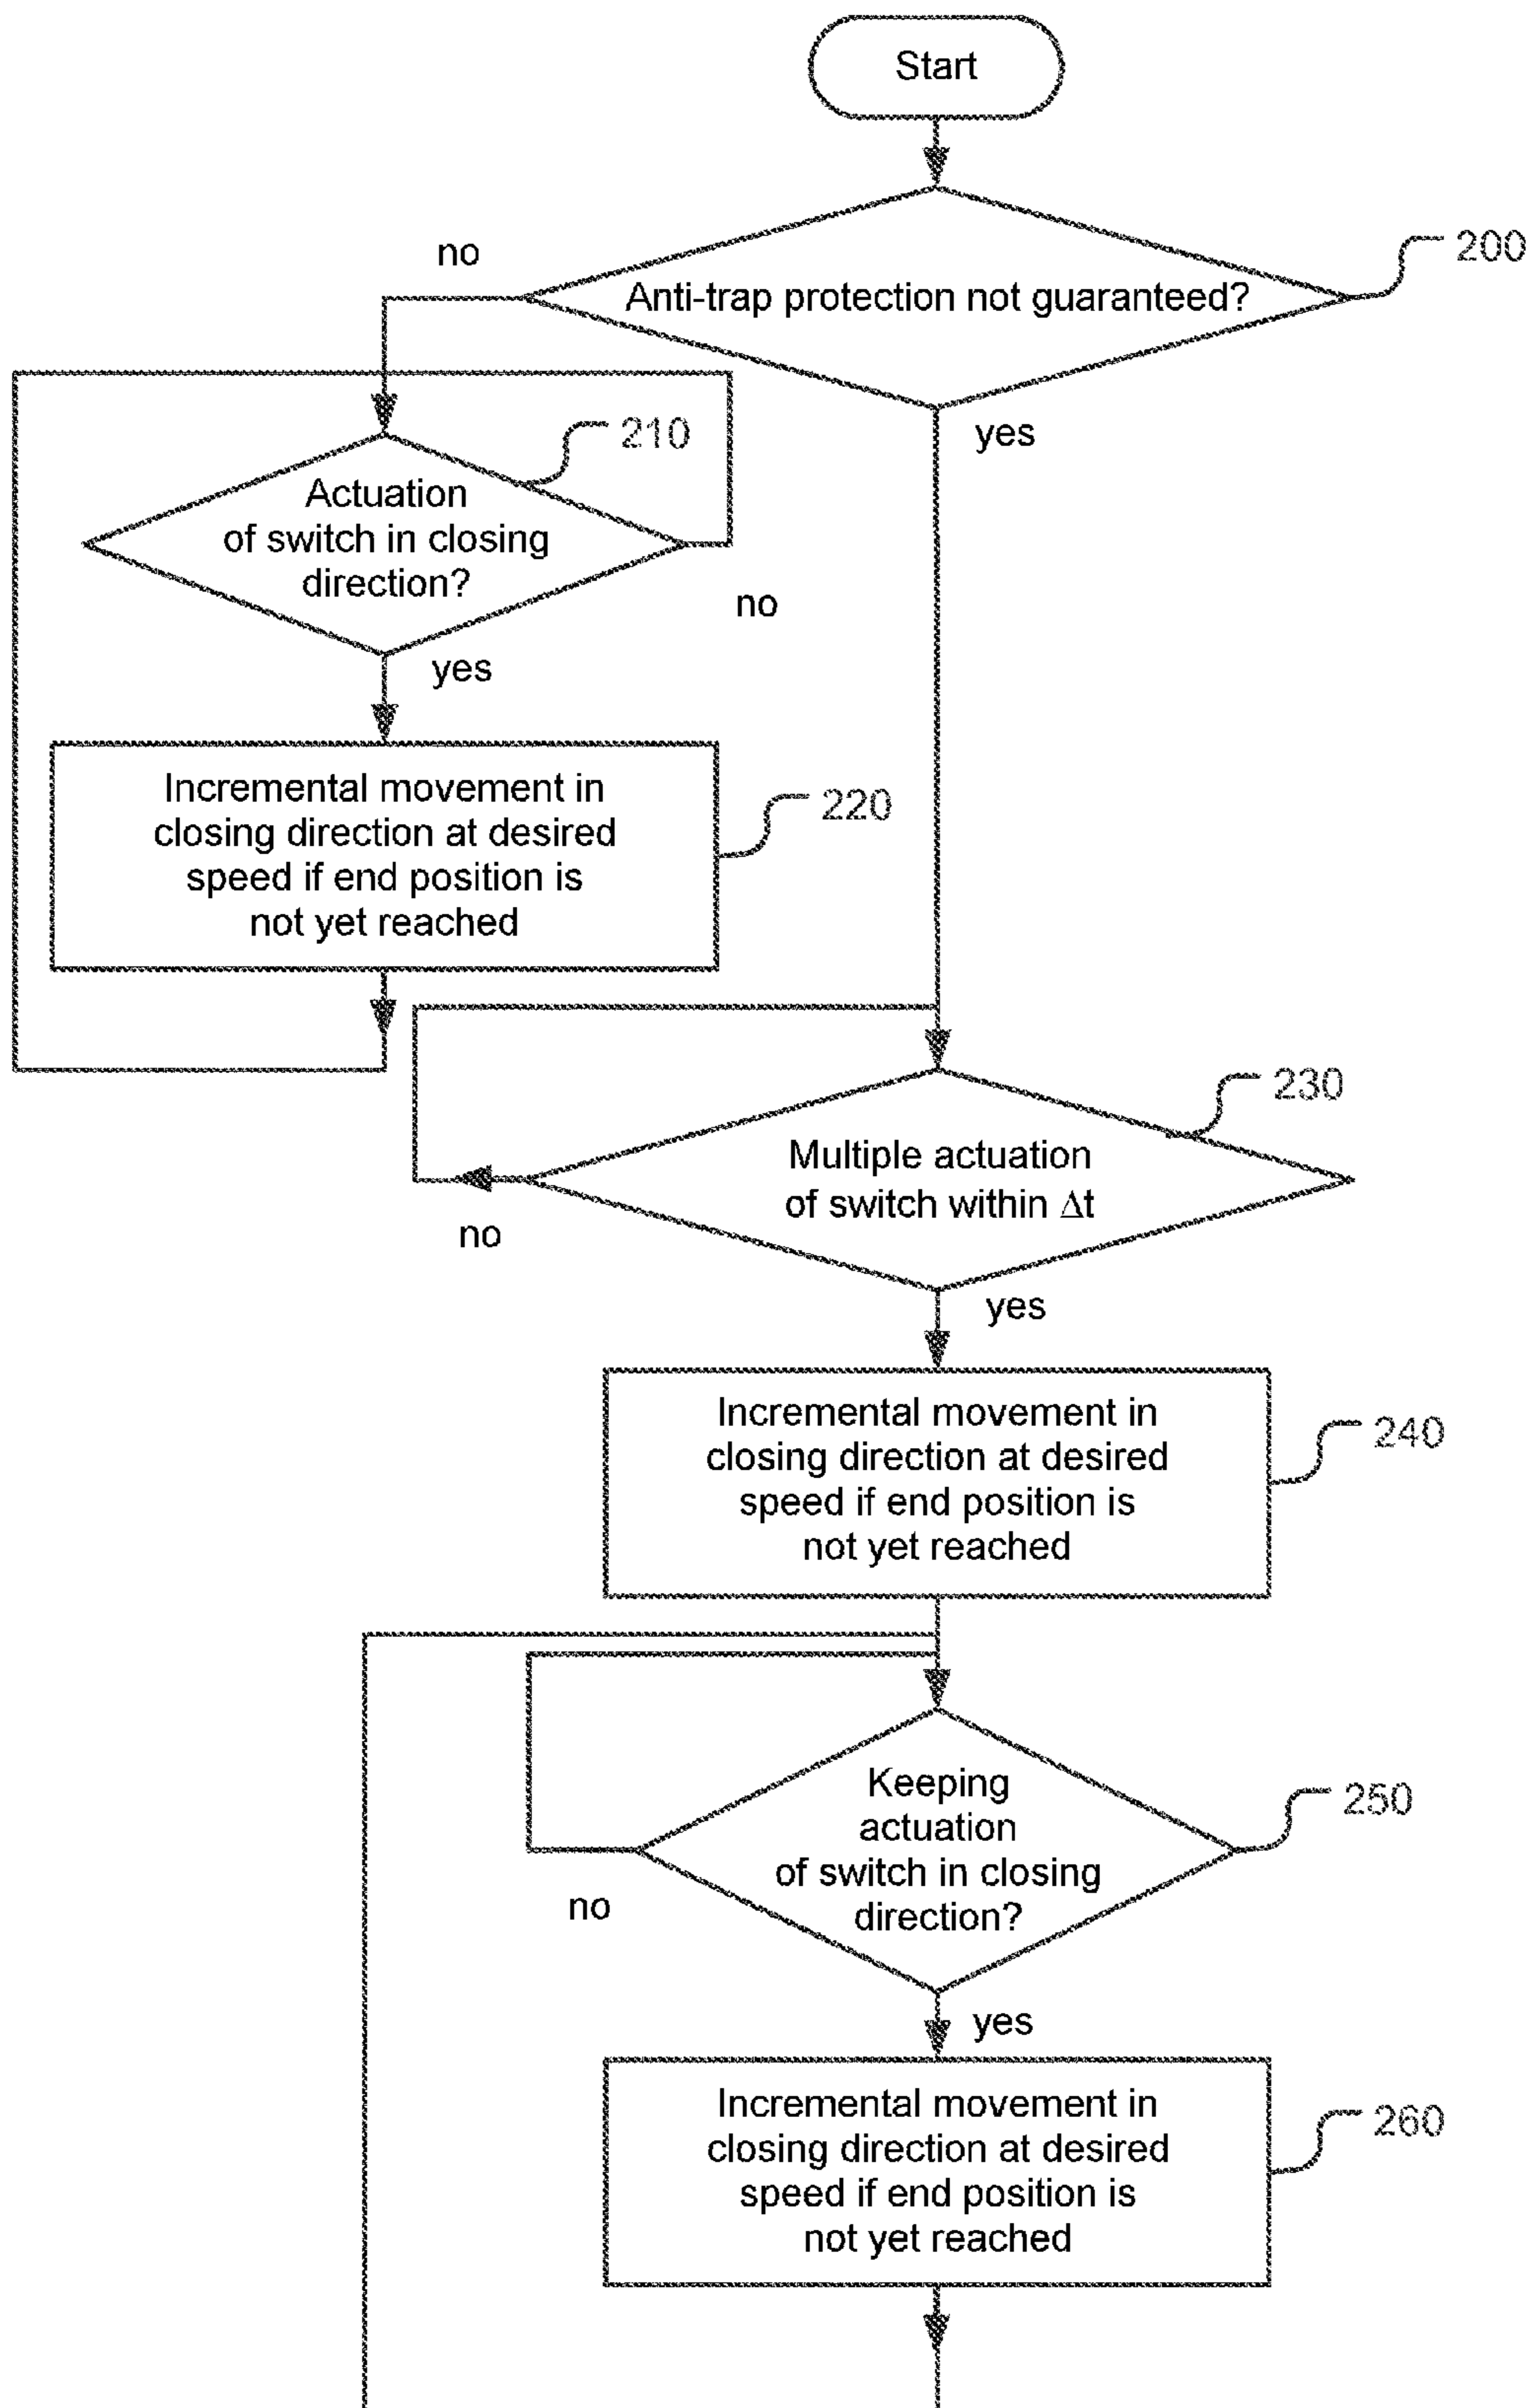 Start
no
200
Anti-trap protection not guaranteed?
yes
210
Actuation
of switch in closing
direction?
no
yes
Incremental movement in
closing direction at desired
speed if end position is
not yet reached
220
230
Multiple actuation
of switch within Δt
no
yes
Incremental movement in
closing direction at desired
speed if end position is
not yet reached
240
Keeping
actuation
of switch in closing
direction?
250
no
yes
Incremental movement in
closing direction at desired
speed if end position is
not yet reached
260